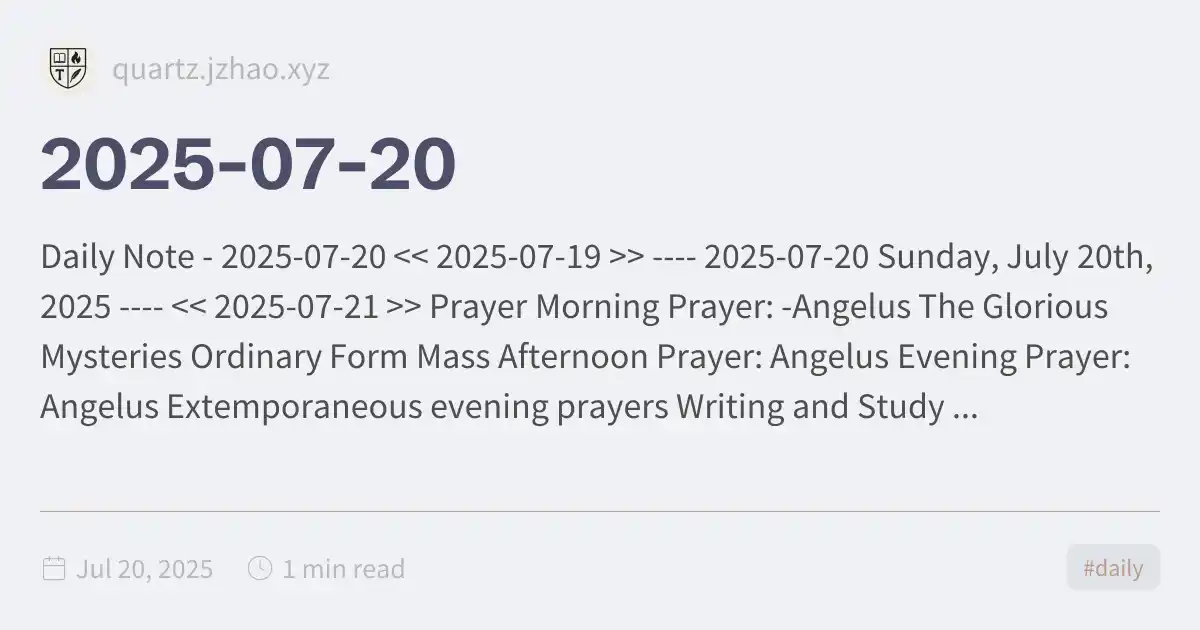 T
quartz.jzhao.xyz
2025-07-20
Daily Note - 2025-07-20 << 2025-07-19 >> ---- 2025-07-20 Sunday, July 20th,
2025 ---- << 2025-07-21 >> Prayer Morning Prayer: -Angelus The Glorious
Mysteries Ordinary Form Mass Afternoon Prayer: Angelus Evening Prayer:
Angelus Extemporaneous evening prayers Writing and Study ...
Jul 20, 2025 1 min read
#daily